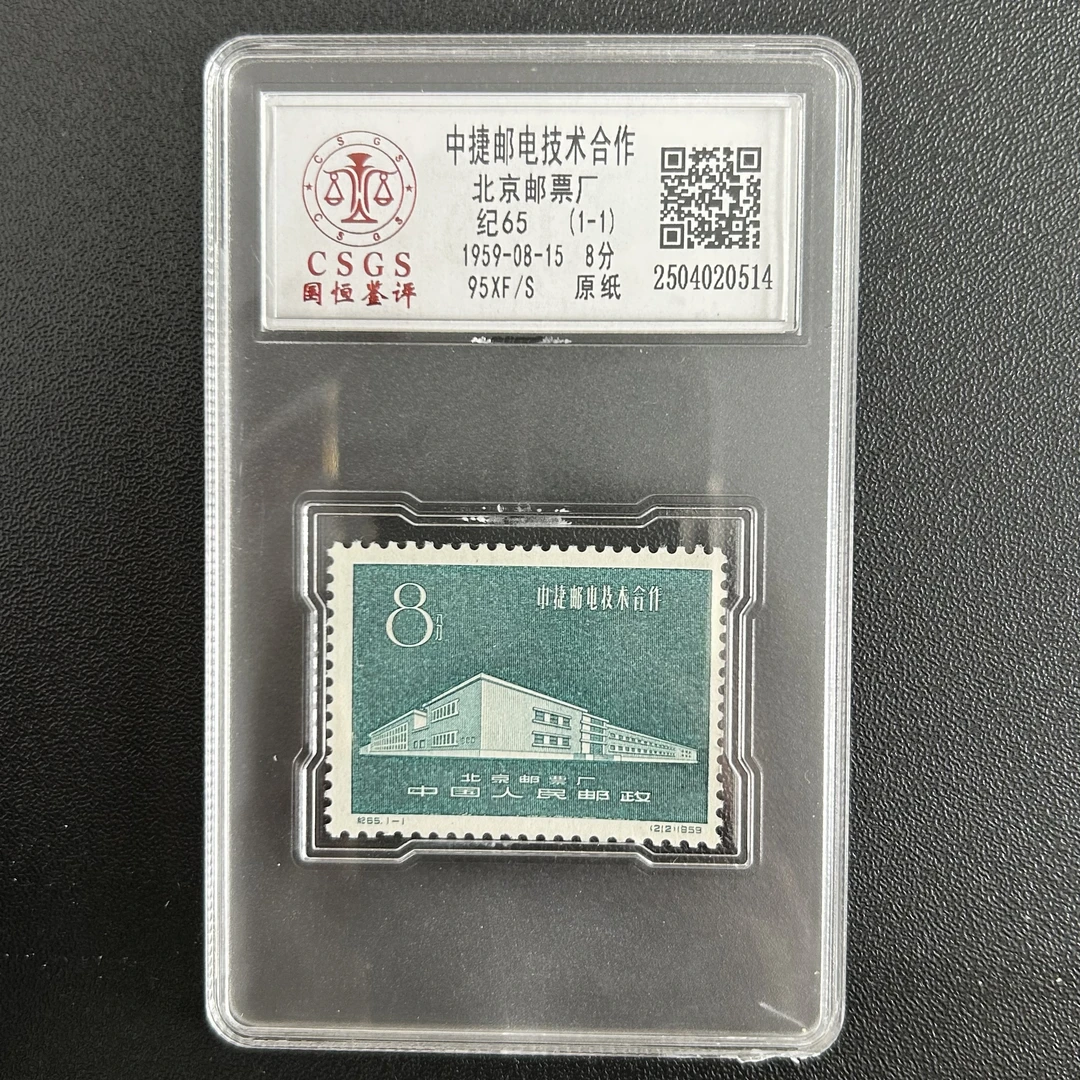 CSGS
CSGS
CSGS
国恒鉴评
中捷邮电技术合作
北京邮票厂
纪65 (1-1)
1959-08-15 8分
95XF/S 原纸
2504020514
8分
中捷邮电技术合作
北京邮票厂
中国人民邮政
纪65.1-1
(212)1959